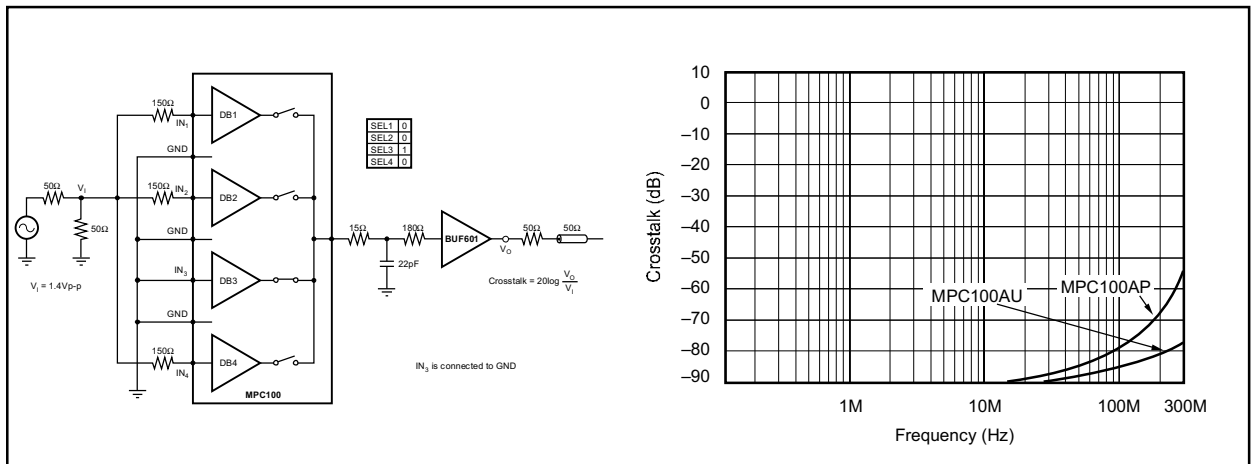 MPC100
150Ω
DB1
IN1
GND
SEL1 0
SEL2 0
SEL3 1
SEL4 0
50Ω
VI
150Ω
IN2
DB2
50Ω
GND
15Ω
180Ω
BUF601
50Ω
50Ω
VO
IN3
DB3
22pF
Crosstalk = 20log VO
VI
VI = 1.4Vp-p
GND
150Ω
DB4
IN4
IN3 is connected to GND
10
0
–10
–20
–30
–40
–50
–60
–70
–80
–90
Crosstalk (dB)
MPC100AU
MPC100AP
1M
10M
100M
300M
Frequency (Hz)